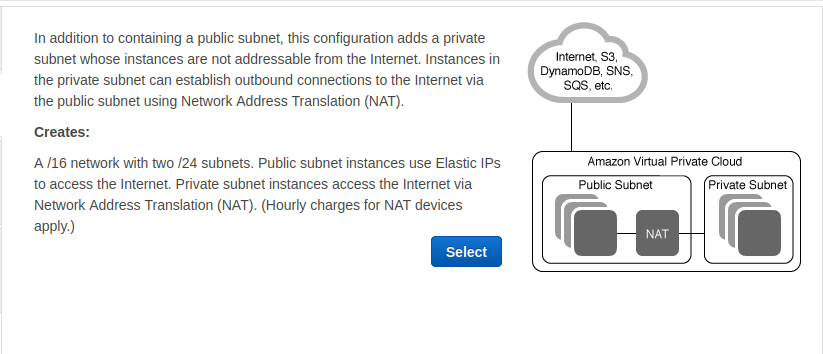 In addition to containing a public subnet, this configuration adds a private
subnet whose instances are not addressable from the Internet. Instances in
the private subnet can establish outbound connections to the Internet via
the public subnet using Network Address Translation (NAT).
Creates:
A /16 network with two /24 subnets. Public subnet instances use Elastic IPs
to access the Internet. Private subnet instances access the Internet via
Network Address Translation (NAT). (Hourly charges for NAT devices
apply.)
Select
Internet, S3,
DynamoDB, SNS,
SQS, etc.
Amazon Virtual Private Cloud
Public Subnet
Private Subnet
NAT